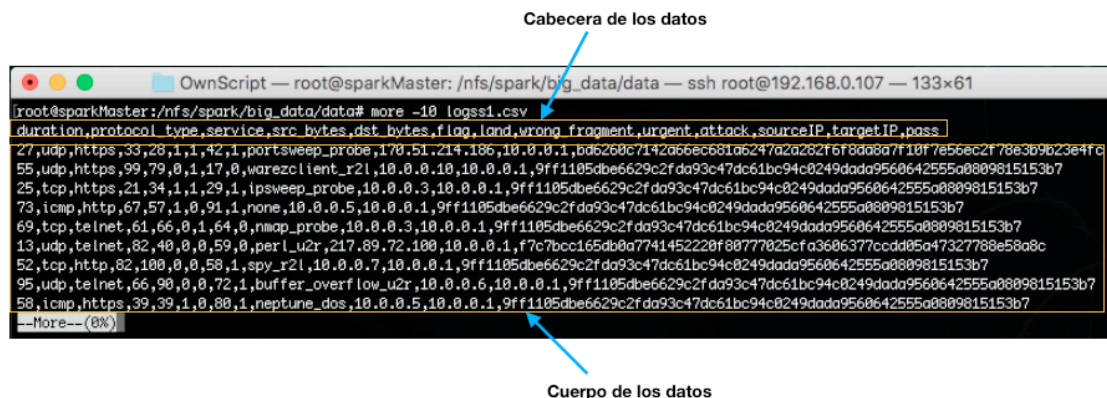 Cabecera de los datos
OwnScript — root@sparkMaster: /nfs/spark/big_data/data — ssh root@192.168.0.107 — 133×61
[root@sparkMaster:/nfs/spark/big_data/data# more -10 logss1.csv
duration,protocol_type,service,src_bytes,dst_bytes,flag,land,wrong_fragment,urgent,attack,sourceIP,targetIP,pass
27,udp,https,33,28,1,1,42,1,portsweep_probe,170.51.214.186,10.0.0.1,bd6260c7142a66ec681a6247a2a282f6f8da8a7f10f7e56ec2f78e3b9b23e4fc
55,udp,https,99,79,0,1,17,0,warezclient_r2l,10.0.0.10,10.0.0.1,9ff1105dbe6629c2fda93c47dc61bc94c0249dada9560642555a0809815153b7
25,tcp,https,21,34,1,1,29,1,ipsweep_probe,10.0.0.3,10.0.0.1,9ff1105dbe6629c2fda93c47dc61bc94c0249dada9560642555a0809815153b7
73,icmp,http,67,57,1,0,91,1,none,10.0.0.5,10.0.0.1,9ff1105dbe6629c2fda93c47dc61bc94c0249dada9560642555a0809815153b7
69,tcp,telnet,61,66,0,1,64,0,nmap_probe,10.0.0.3,10.0.0.1,9ff1105dbe6629c2fda93c47dc61bc94c0249dada9560642555a0809815153b7
13,udp,telnet,82,40,0,0,59,0,perl_u2r,217.89.72.100,10.0.0.1,f7c7bcc165db0a7741452220f80777025cfa3606377ccdd05a47327788e58a8c
52,tcp,http,82,100,0,0,58,1,spy_r2l,10.0.0.7,10.0.0.1,9ff1105dbe6629c2fda93c47dc61bc94c0249dada9560642555a0809815153b7
95,udp,telnet,66,90,0,0,72,1,buffer_overflow_u2r,10.0.0.6,10.0.0.1,9ff1105dbe6629c2fda93c47dc61bc94c0249dada9560642555a0809815153b7
58,icmp,https,39,39,1,0,80,1,neptune_dos,10.0.0.5,10.0.0.1,9ff1105dbe6629c2fda93c47dc61bc94c0249dada9560642555a0809815153b7
--More--(0%)
Cuerpo de los datos